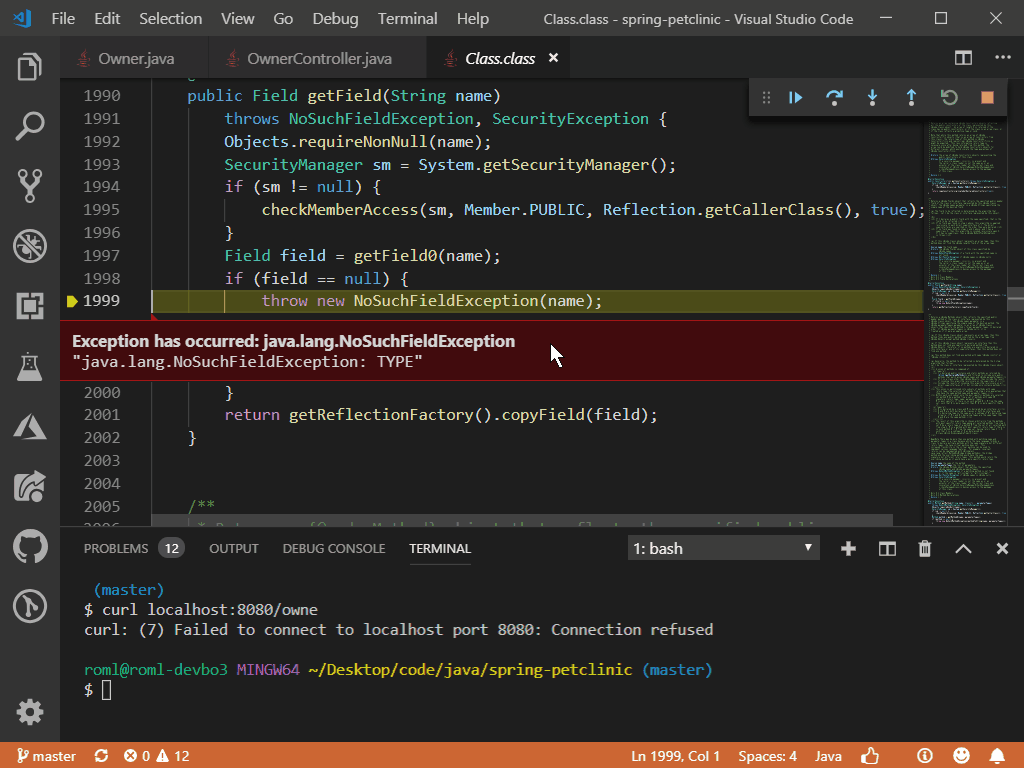 File Edit Selection View Go Debug Terminal Help Class.class - spring-petclinic - Visual Studio Code
Owner.java OwnerController.java Class.class
1990 public Field getField(String name)
1991 throws NoSuchFieldException, SecurityException {
1992 Objects.requireNonNull(name);
1993 SecurityManager sm = System.getSecurityManager();
1994 if (sm != null) {
1995 checkMemberAccess(sm, Member.PUBLIC, Reflection.getCallerClass(), true);
1996 }
1997 Field field = getField0(name);
1998 if (field == null) {
1999 throw new NoSuchFieldException(name);
Exception has occurred: java.lang.NoSuchFieldException
"java.lang.NoSuchFieldException: TYPE"
2000 }
2001 return getReflectionFactory().copyField(field);
2002 }
2003
2004
2005 /**
PROBLEMS 12 OUTPUT DEBUG CONSOLE TERMINAL 1: bash
(master)
$ curl localhost:8080/owne
curl: (7) Failed to connect to localhost port 8080: Connection refused
roml@roml-devbo3 MINGW64 ~/Desktop/code/java/spring-petclinic (master)
$
master 0 12 Ln 1999, Col 1 Spaces: 4 Java